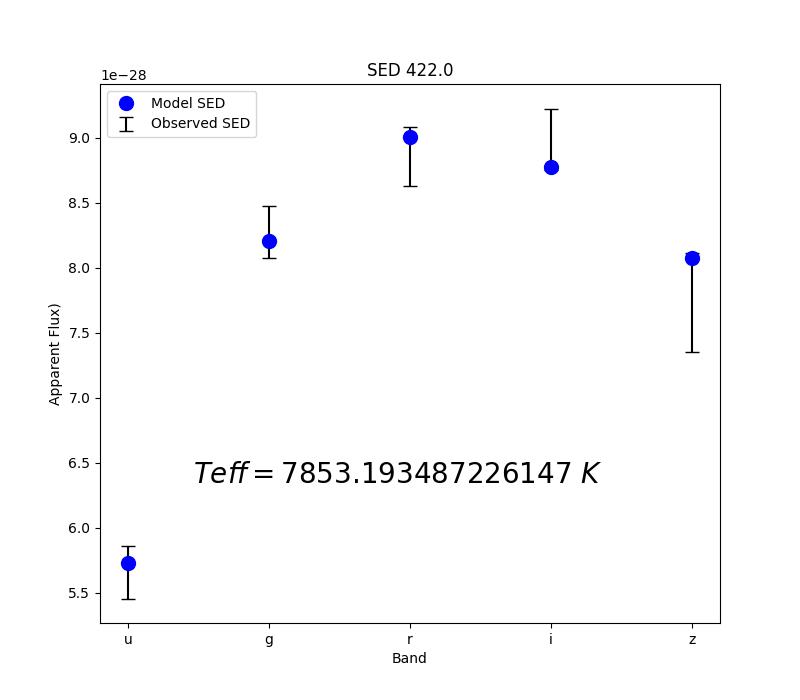 SED 422.0
1e−28
Model SED
Observed SED
9.0
8.5
8.0
7.5
7.0
6.5
6.0
5.5
Apparent Flux)
Teff = 7853.193487226147 K
u g r i z
Band